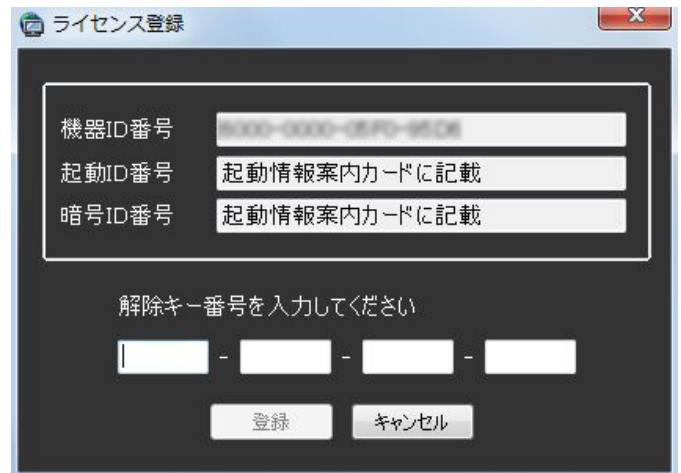 ライセンス登録
機器ID番号
起動ID番号 起動情報案内カードに記載
暗号ID番号 起動情報案内カードに記載
解除キー番号を入力してください
- - -
登録 キャンセル